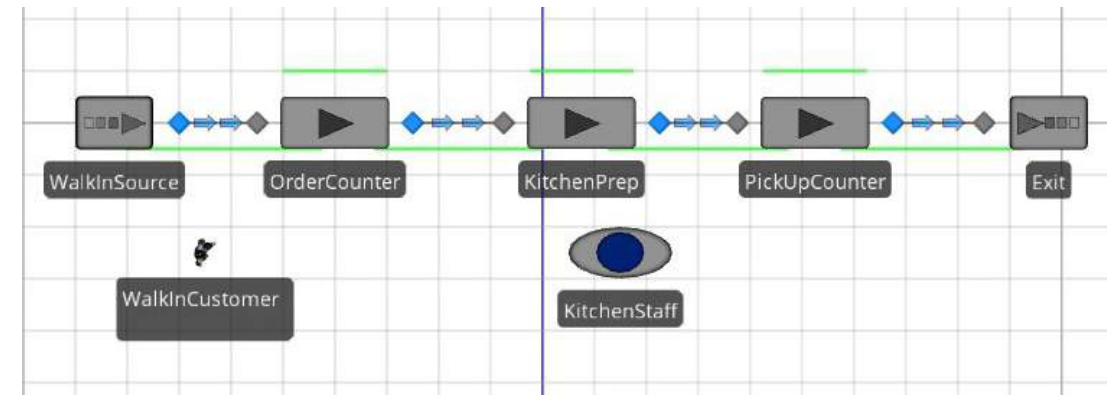 WalkInSource
OrderCounter
KitchenPrep
PickUpCounter
Exit
WalkInCustomer
KitchenStaff